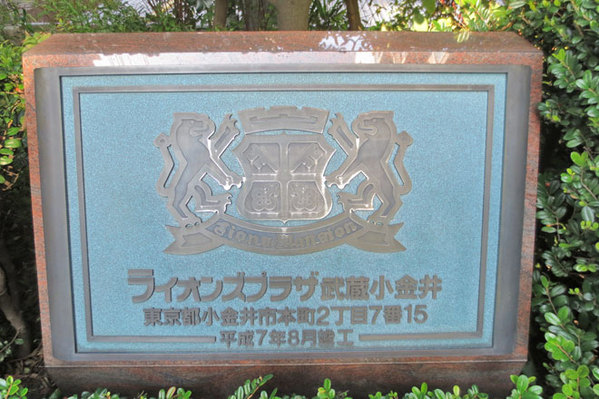 Lions Mansion
ライオンズプラザ武蔵小金井
東京都小金井市本町2丁目7番15
平成7年8月竣工